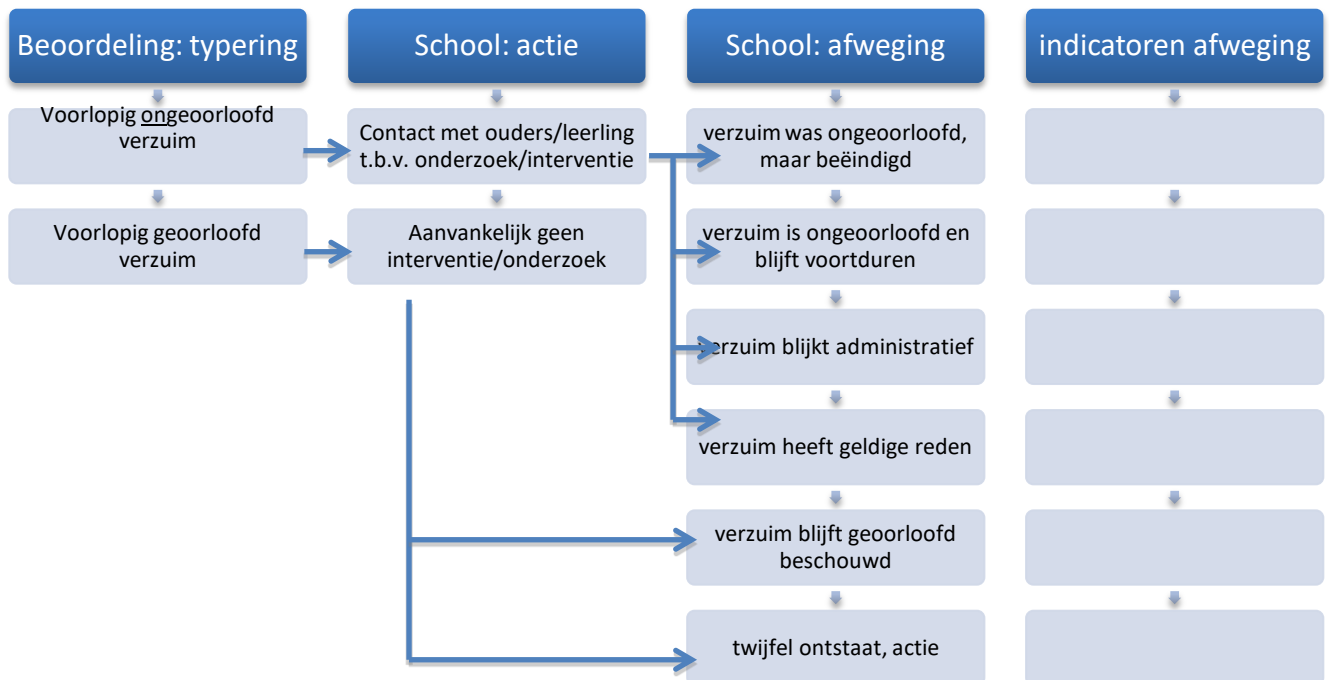 Beoordeling: typering
School: actie
School: afweging
indicatoren afweging
Voorlopig ongeoorloofd
verzuim
Contact met ouders/leerling
t.b.v. onderzoek/interventie
verzuim was ongeoorloofd,
maar beëindigd
Voorlopig geoorloofd
verzuim
Aanvankelijk geen
interventie/onderzoek
verzuim is ongeoorloofd en
blijft voortduren
verzuim blijkt administratief
verzuim heeft geldige reden
verzuim blijft geoorloofd
beschouwd
twijfel ontstaat, actie